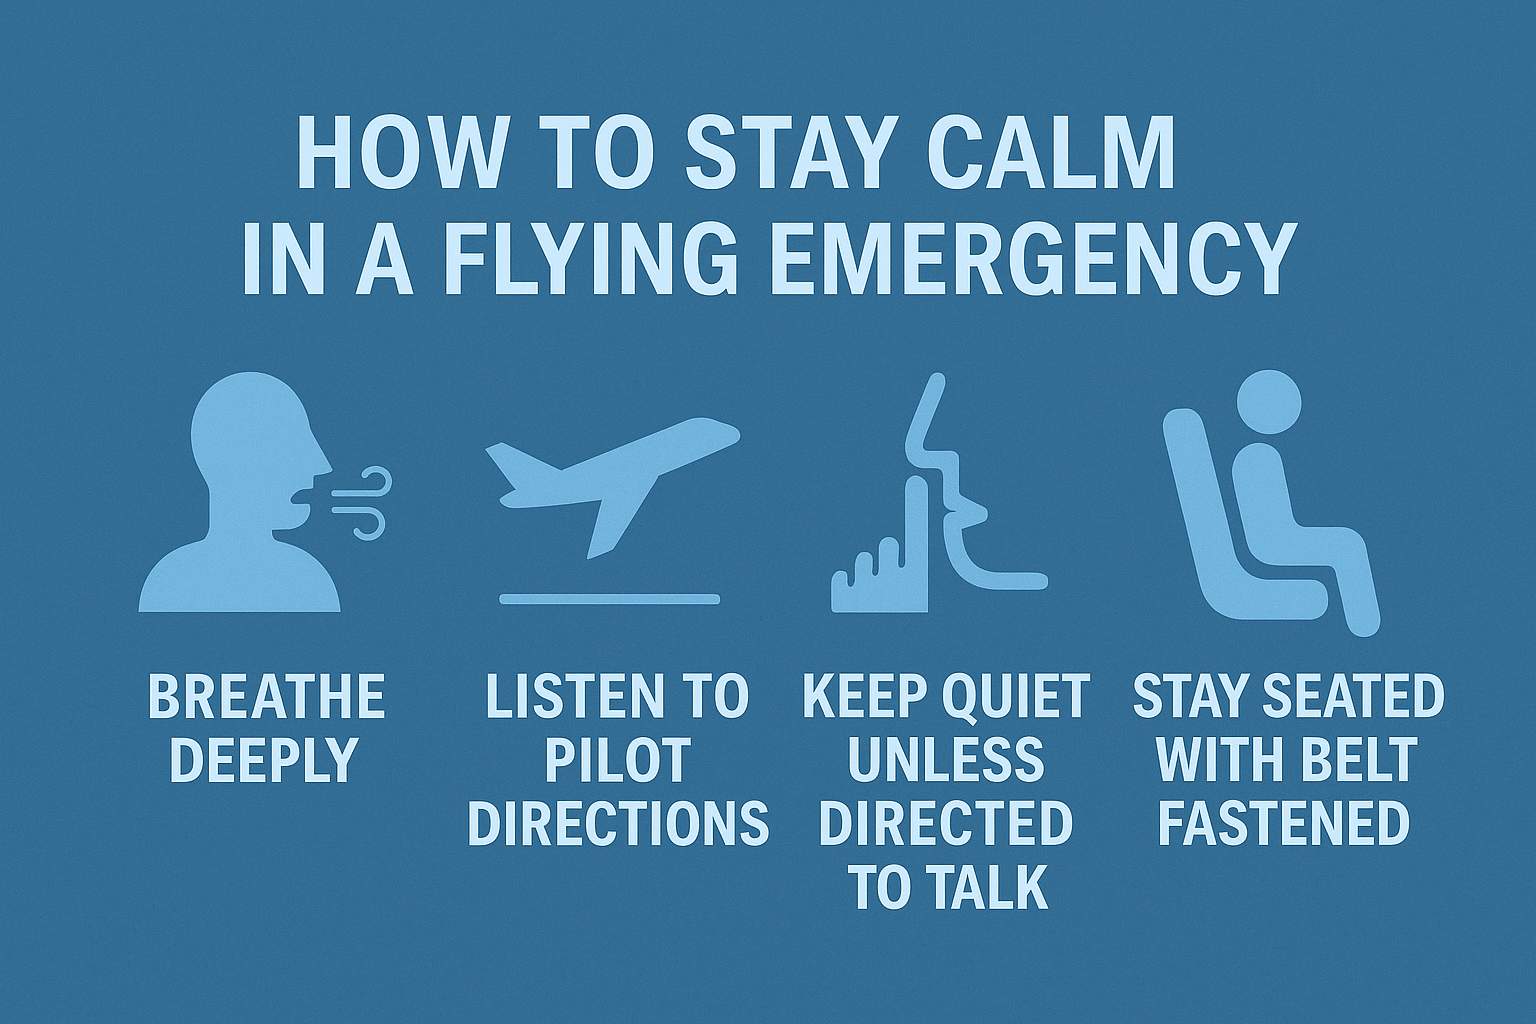 HOW TO STAY CALM
IN A FLYING EMERGENCY
BREATHE
DEEPLY
LISTEN TO
PILOT
DIRECTIONS
KEEP QUIET
UNLESS
DIRECTED
TO TALK
STAY SEATED
WITH BELT
FASTENED